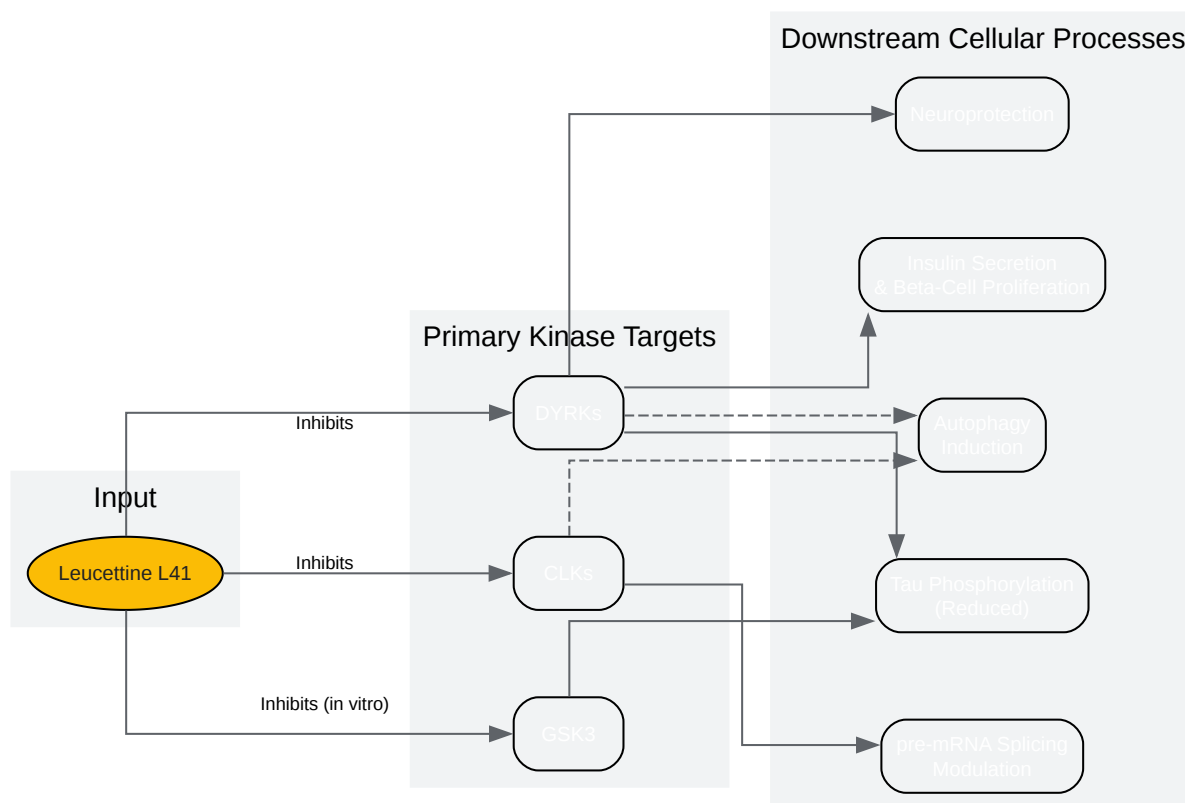 Downstream Cellular Processes
Neuroprotection
Insulin Secretion
& Beta-Cell Proliferation
Primary Kinase Targets
DYRKs
Inhibits
Autophagy
Induction
Input
Leucettine L41
Inhibits
CLKs
Tau Phosphorylation
(Reduced)
Inhibits (in vitro)
GSK3
pre-mRNA Splicing
Modulation